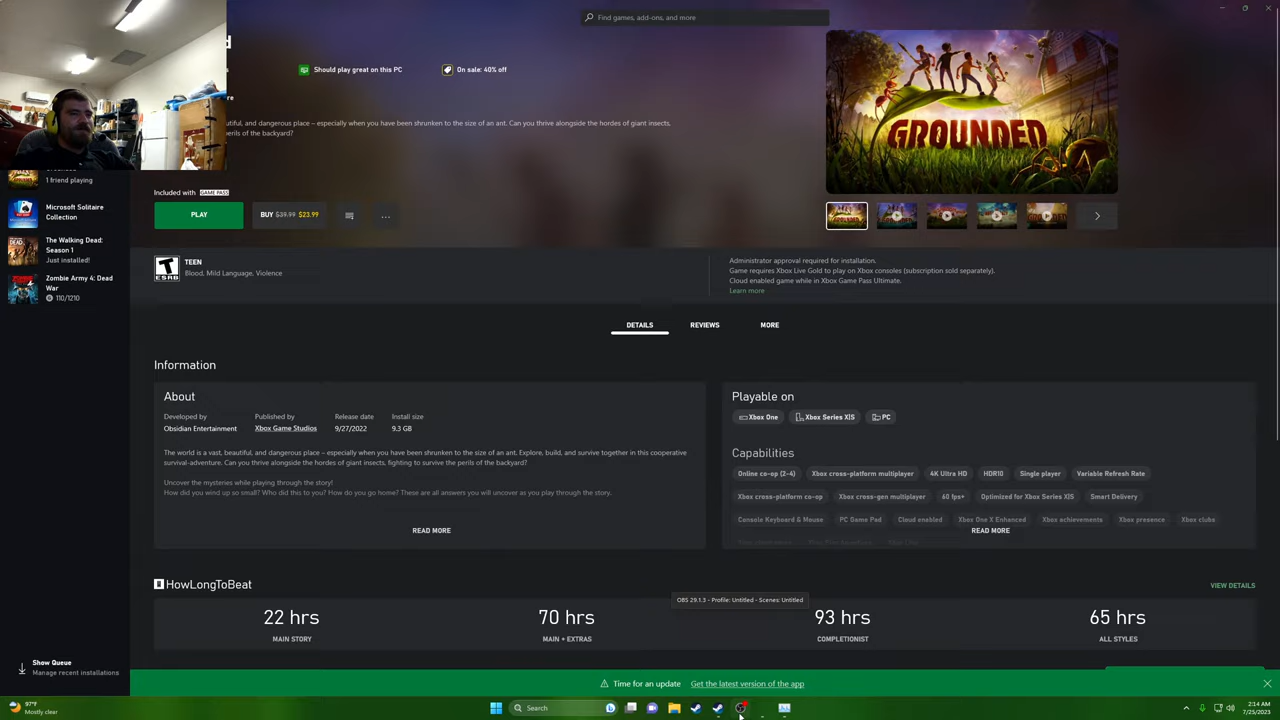 Find games, add-ons, and more
d
Should play great on this PC
On sale: 40% off
utiful, and dangerous place – especially when you have been shrunken to the size of an ant. Can you thrive alongside the hordes of giant insects,
perils of the backyard?
GROUNDED
1 friend playing
Included with GAME PASS
PLAY
BUY $39.99 $23.99
...
Microsoft Solitaire
Collection
The Walking Dead:
Season 1
Just installed!
Zombie Army 4: Dead
War
110/1210
TEEN
Blood, Mild Language, Violence
ESRB
Administrator approval required for installation.
Game requires Xbox Live Gold to play on Xbox consoles (subscription sold separately).
Cloud enabled game while in Xbox Game Pass Ultimate.
Learn more
DETAILS
REVIEWS
MORE
Information
About
Developed by
Obsidian Entertainment
Published by
Xbox Game Studios
Release date
9/27/2022
Install size
9.3 GB
The world is a vast, beautiful, and dangerous place – especially when you have been shrunken to the size of an ant. Explore, build, and survive together in this cooperative
survival-adventure. Can you thrive alongside the hordes of giant insects, fighting to survive the perils of the backyard?
Uncover the mysteries while playing through the story!
How did you wind up so small? Who did this to you? How do you go home? These are all answers you will uncover as you play through the story.
READ MORE
Playable on
Xbox One
Xbox Series X|S
PC
Capabilities
Online co-op (2-4)
Xbox cross-platform multiplayer
4K Ultra HD
HDR10
Single player
Variable Refresh Rate
Xbox cross-platform co-op
Xbox cross-gen multiplayer
60 fps+
Optimized for Xbox Series X|S
Smart Delivery
Console Keyboard & Mouse
PC Game Pad
Cloud enabled
Xbox One X Enhanced
Xbox achievements
Xbox presence
Xbox clubs
READ MORE
HowLongToBeat
VIEW DETAILS
OBS 29.1.3 - Profile: Untitled - Scenes: Untitled
22 hrs
MAIN STORY
70 hrs
MAIN + EXTRAS
93 hrs
COMPLETIONIST
65 hrs
ALL STYLES
Show Queue
Manage recent installations
Time for an update
Get the latest version of the app
97°F
Mostly clear
Search
2:14 AM
7/25/2023